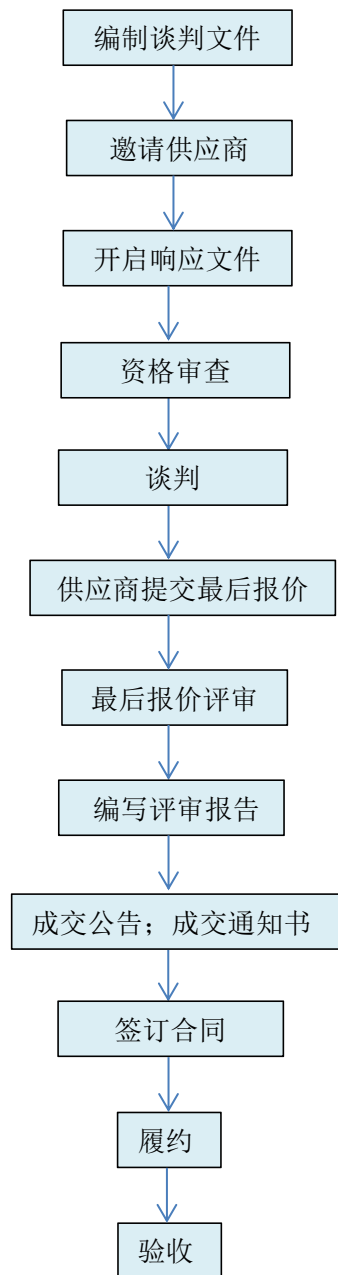 编制谈判文件
邀请供应商
开启响应文件
资格审查
谈判
供应商提交最后报价
最后报价评审
编写评审报告
成交公告；成交通知书
签订合同
履约
验收